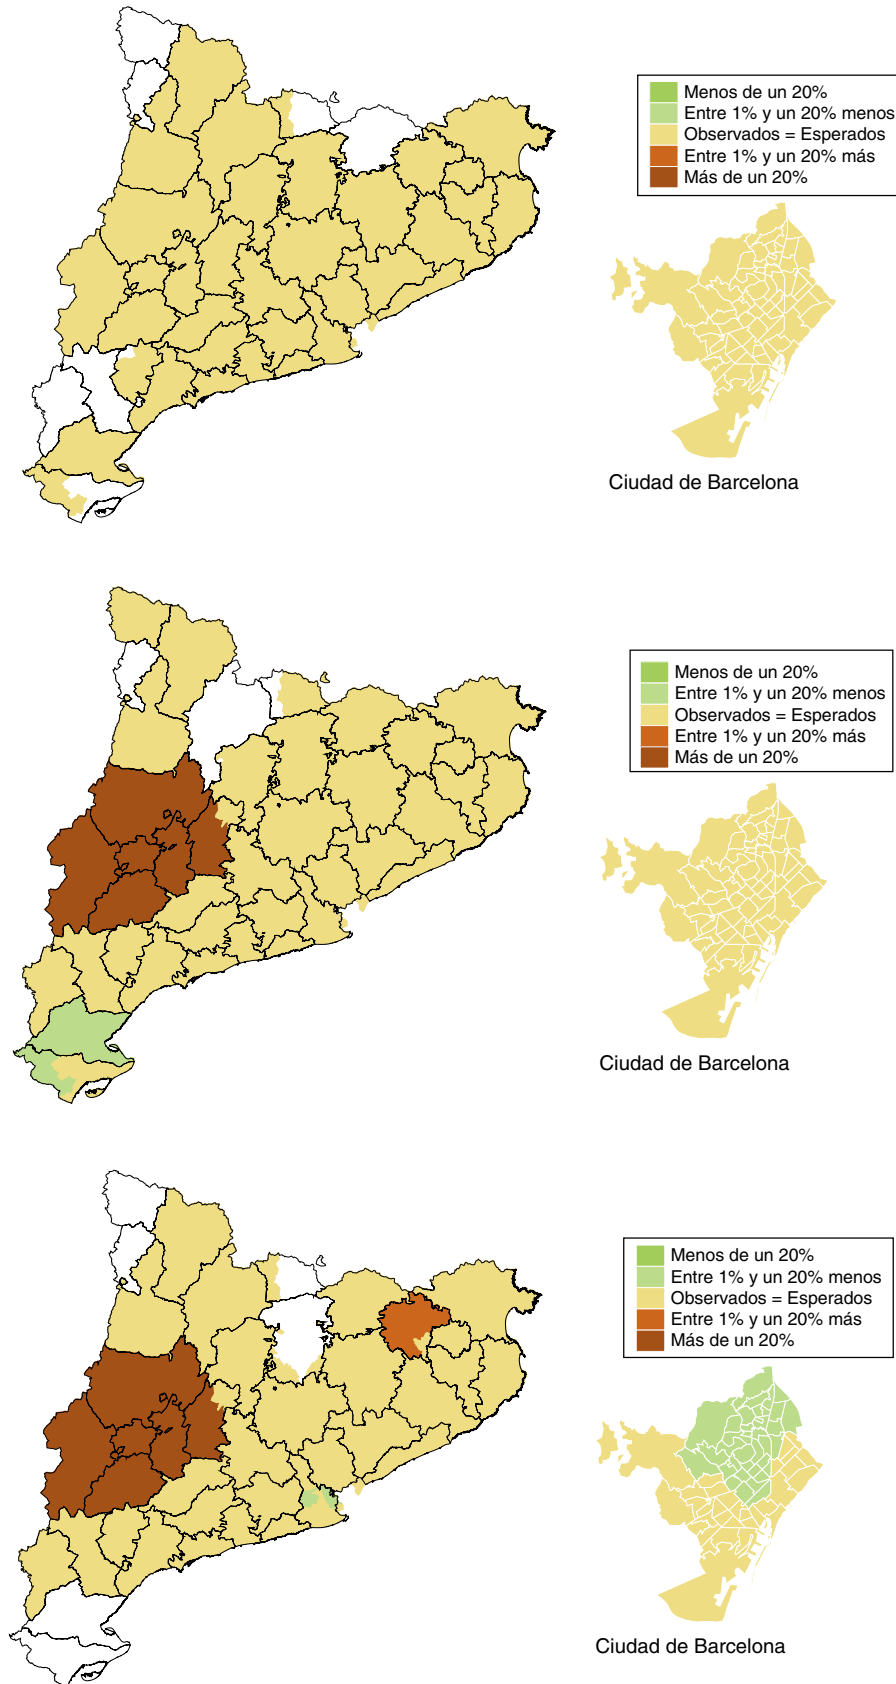 Menos de un 20%
Entre 1% y un 20% menos
Observados = Esperados
Entre 1% y un 20% más
Más de un 20%
Ciudad de Barcelona
Menos de un 20%
Entre 1% y un 20% menos
Observados = Esperados
Entre 1% y un 20% más
Más de un 20%
Ciudad de Barcelona
Menos de un 20%
Entre 1% y un 20% menos
Observados = Esperados
Entre 1% y un 20% más
Más de un 20%
Ciudad de Barcelona